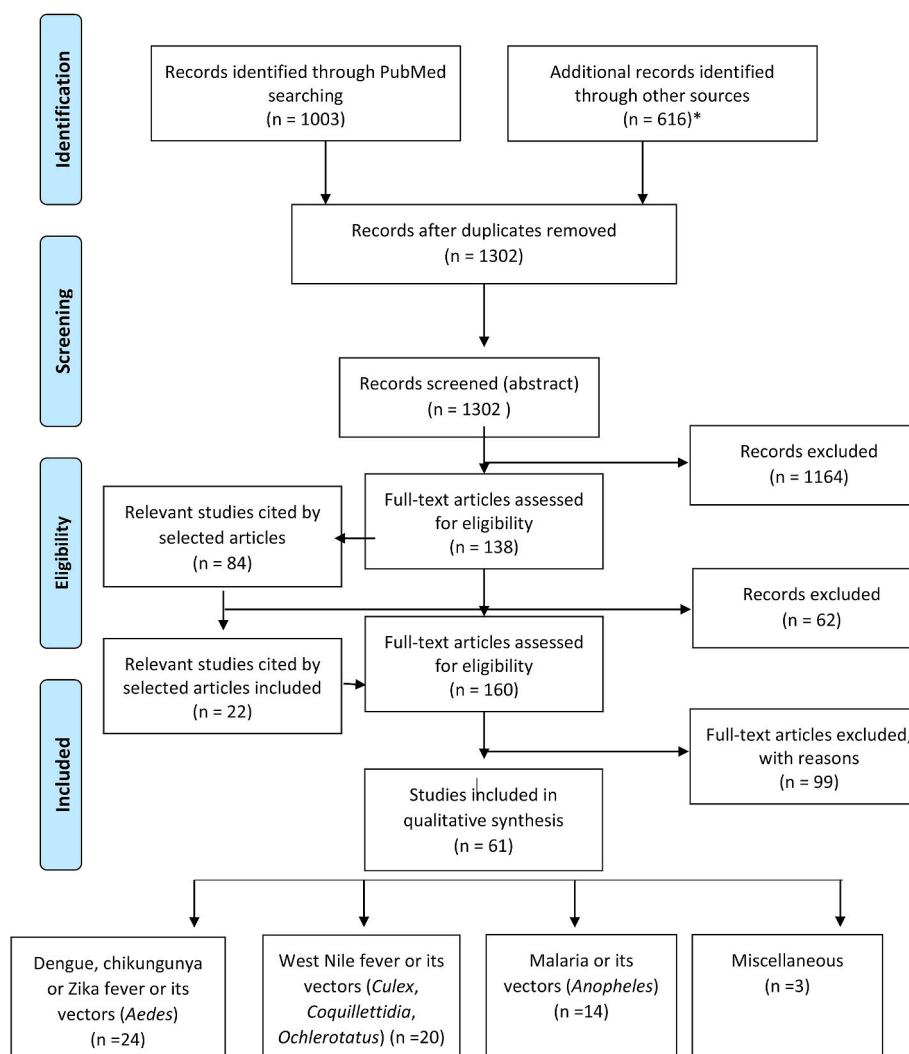 Identification
Records identified through PubMed
searching
(n = 1003)
Additional records identified
through other sources
(n = 616)*
Records after duplicates removed
(n = 1302)
Screening
Records screened (abstract)
(n = 1302 )
Records excluded
(n = 1164)
Eligibility
Full-text articles assessed
for eligibility
(n = 138)
Relevant studies cited by
selected articles
(n = 84)
Records excluded
(n = 62)
Relevant studies cited by
selected articles included
(n = 22)
Full-text articles assessed
for eligibility
(n = 160)
Included
Full-text articles excluded,
with reasons
(n = 99)
Studies included in
qualitative synthesis
(n = 61)
Dengue, chikungunya
or Zika fever or its
vectors (Aedes)
(n =24)
West Nile fever or its
vectors (Culex,
Coquillettidia,
Ochlerotatus) (n =20)
Malaria or its
vectors (Anopheles)
(n =14)
Miscellaneous
(n =3)